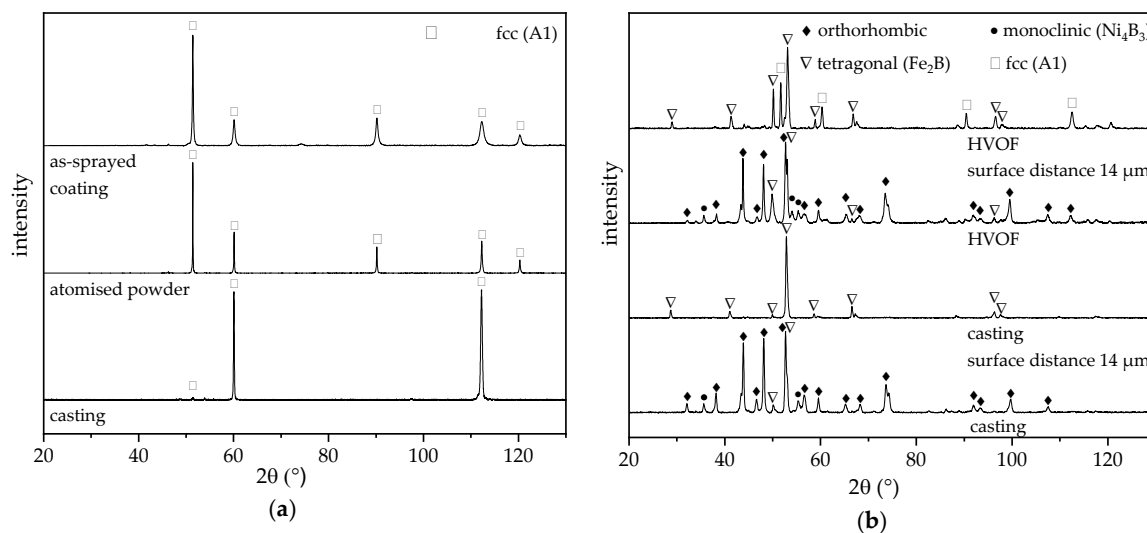 fcc (A1)
intensity
as-sprayed
coating
atomised powder
casting
20 40 60 80 100 120
2θ (°)
(a)
orthorhombic
monoclinic (Ni₄B₃)
tetragonal (Fe₂B)
fcc (A1)
intensity
HVOF
surface distance 14 μm
HVOF
casting
surface distance 14 μm
casting
20 40 60 80 100 120
2θ (°)
(b)